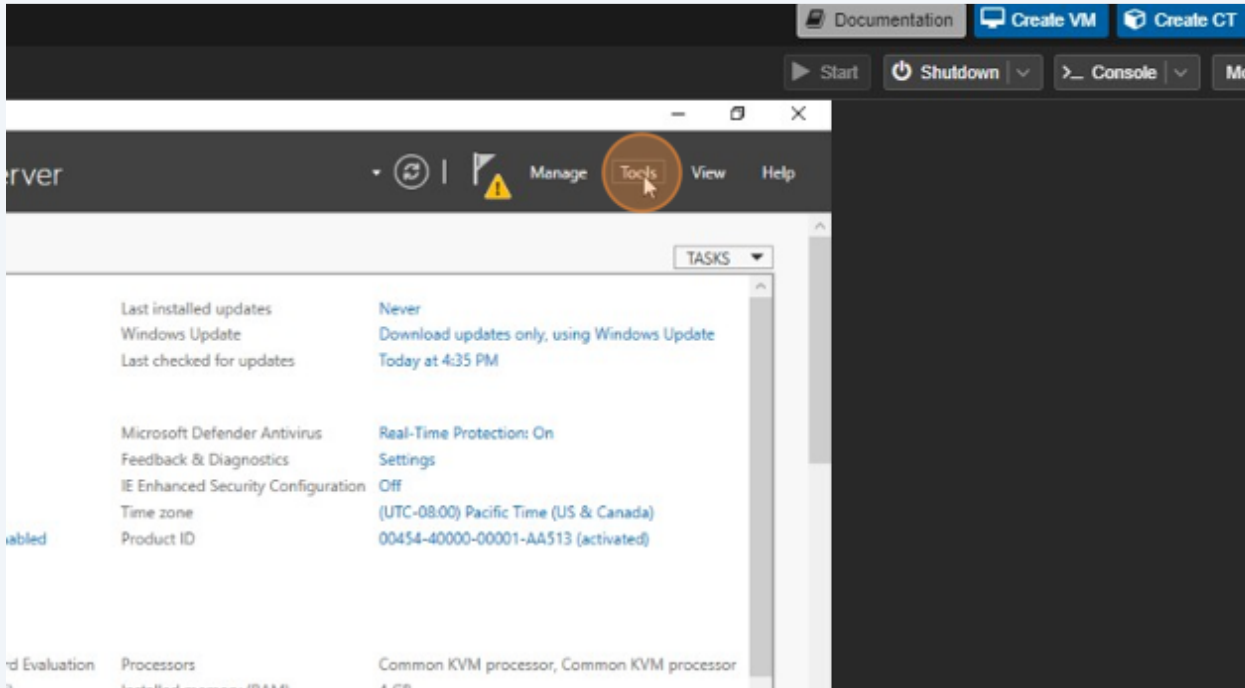 Documentation Create VM Create CT
Start Shutdown >_ Console
Manage Tools View Help
TASKS
Last installed updates Never
Windows Update Download updates only, using Windows Update
Last checked for updates Today at 4:35 PM
Microsoft Defender Antivirus Real-Time Protection: On
Feedback & Diagnostics Settings
IE Enhanced Security Configuration Off
Time zone (UTC-08:00) Pacific Time (US & Canada)
Product ID 00454-40000-00001-AA513 (activated)
Evaluation Processors Common KVM processor, Common KVM processor